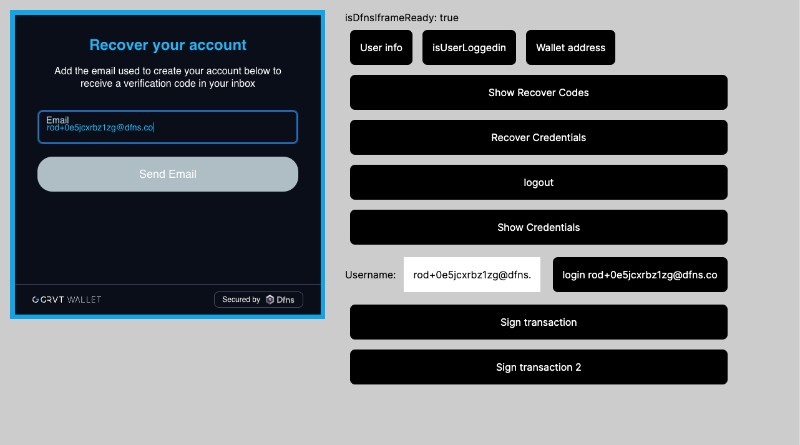 Recover your account
Add the email used to create your account below to
receive a verification code in your inbox
Email
rod+0e5jcxrbz1zg@dfns.co
Send Email
GRVT WALLET
Secured by Dfns
isDfnsIframeReady: true
User info
isUserLoggedin
Wallet address
Show Recover Codes
Recover Credentials
logout
Show Credentials
Username: rod+0e5jcxrbz1zg@dfns.
login rod+0e5jcxrbz1zg@dfns.co
Sign transaction
Sign transaction 2